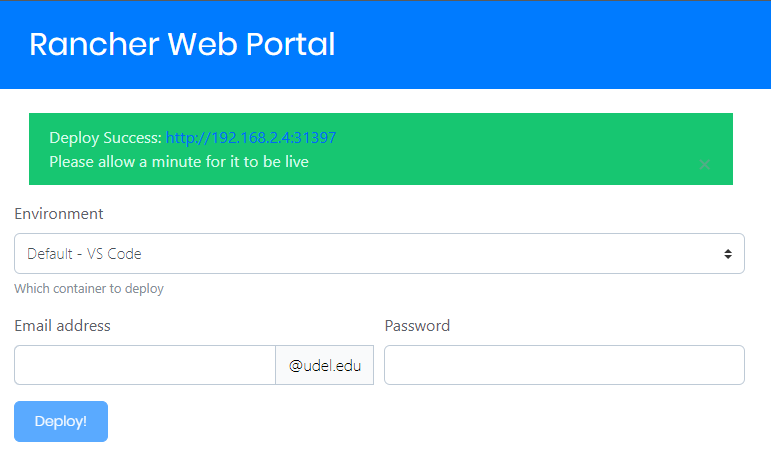 Rancher Web Portal
Deploy Success: http://192.168.2.4:31397
Please allow a minute for it to be live
×
Environment
Default - VS Code
Which container to deploy
Email address
Password
@udel.edu
Deploy!